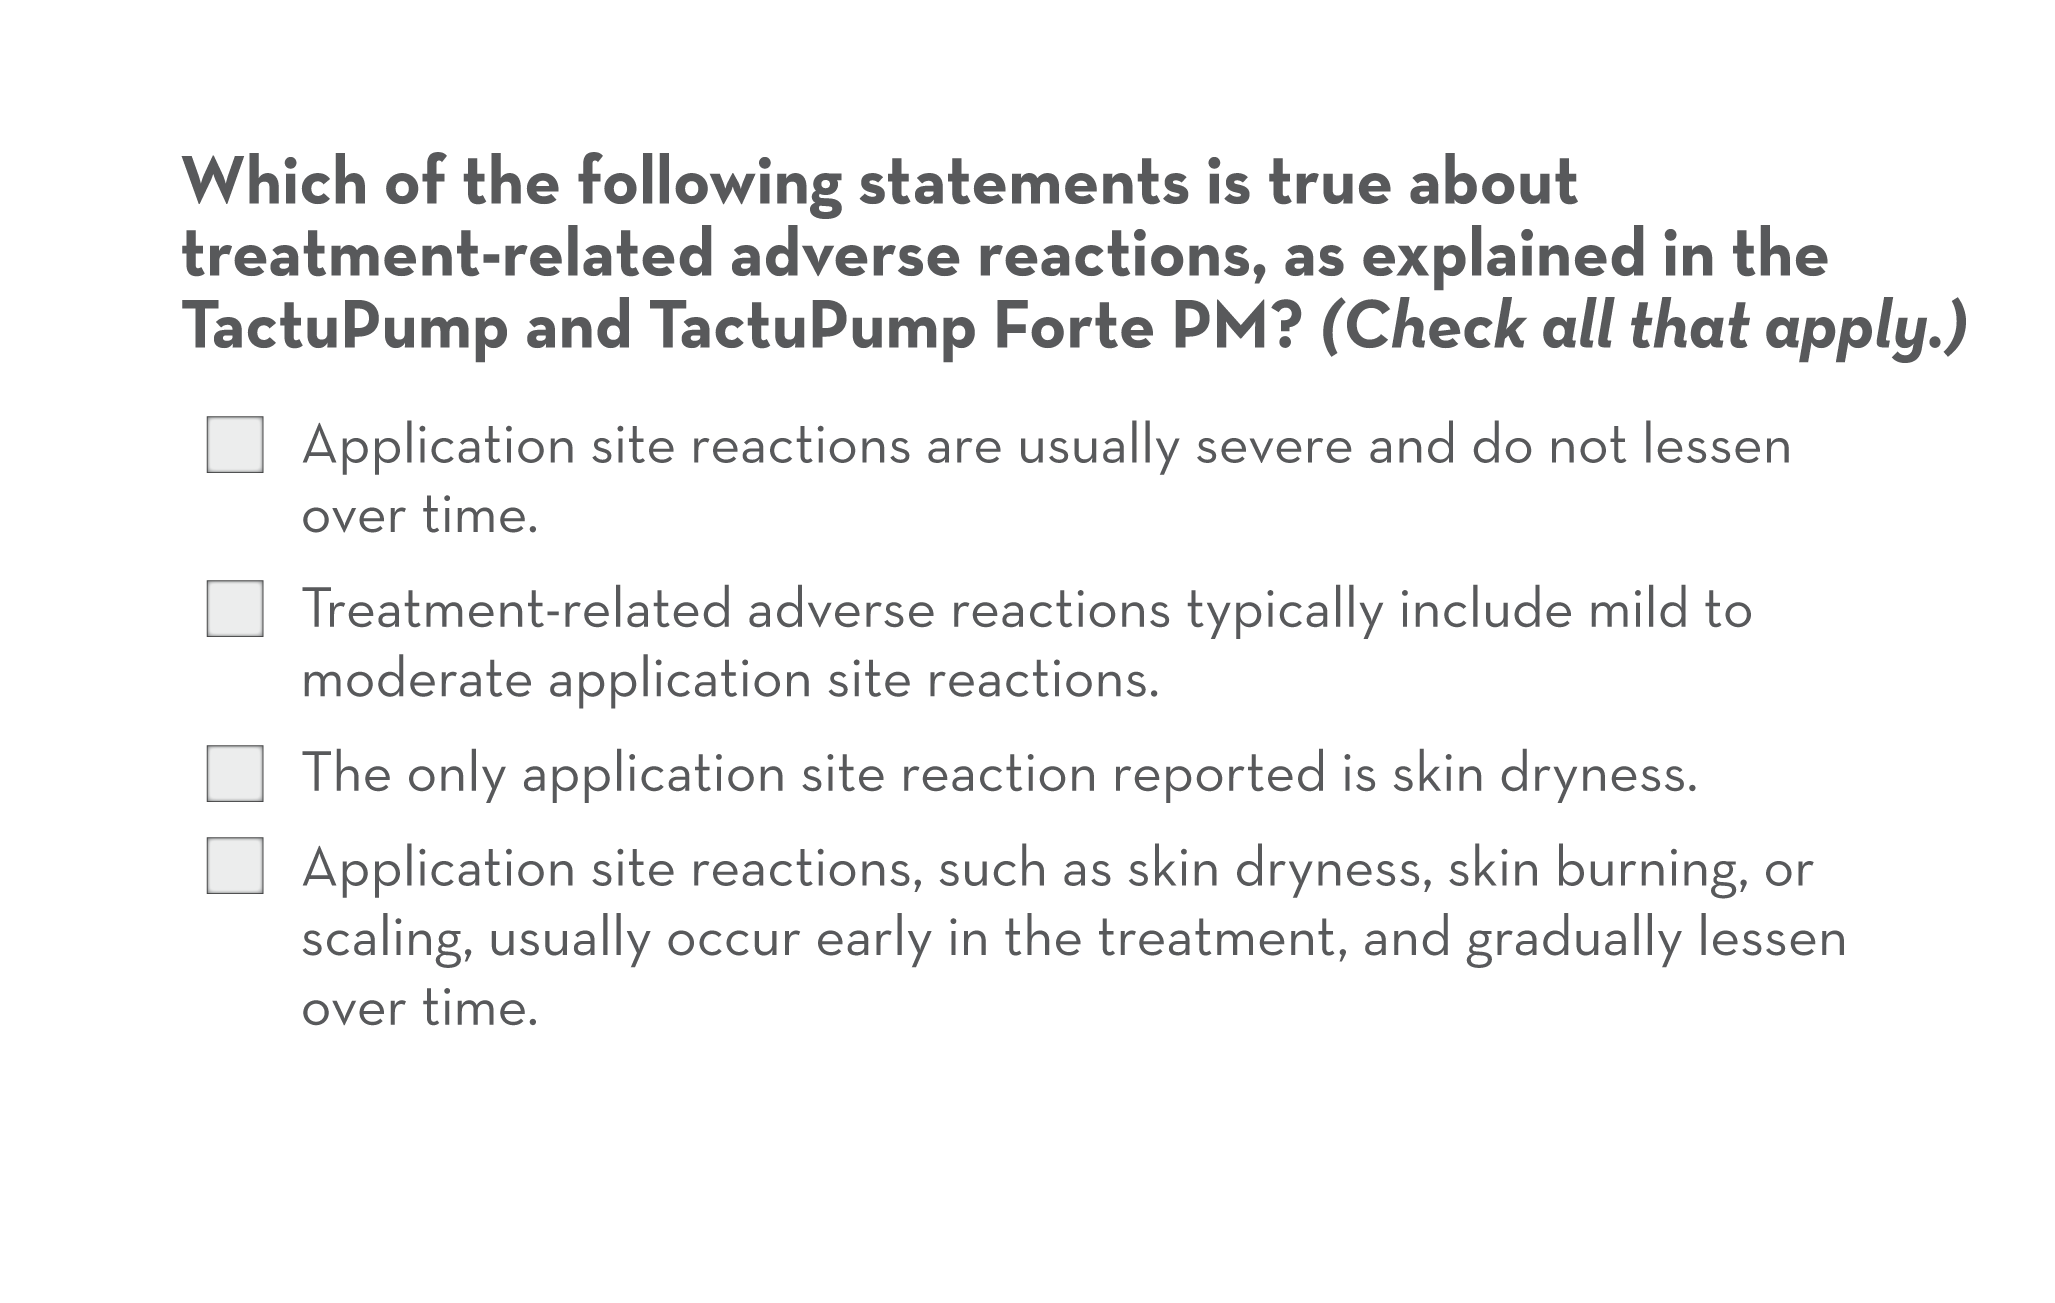 Which of the following statements is true about
treatment-related adverse reactions, as explained in the
TactuPump and TactuPump Forte PM? (Check all that apply.)
Application site reactions are usually severe and do not lessen
over time.
Treatment-related adverse reactions typically include mild to
moderate application site reactions.
The only application site reaction reported is skin dryness.
Application site reactions, such as skin dryness, skin burning, or
scaling, usually occur early in the treatment, and gradually lessen
over time.